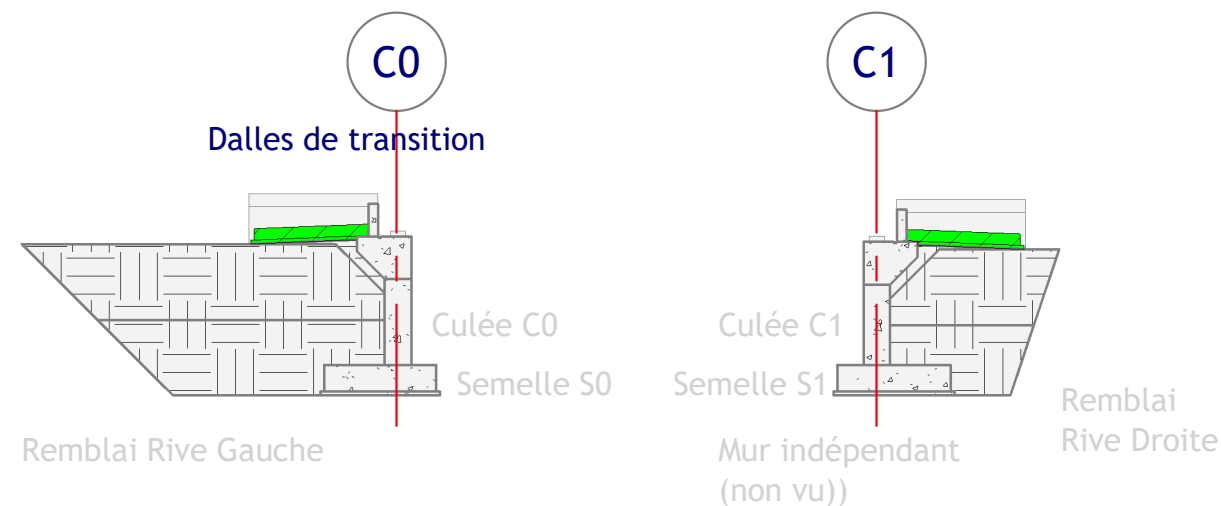 C0
C1
Dalles de transition
Culée C0
Culée C1
Semelle S0
Semelle S1
Remblai
Rive Droite
Remblai Rive Gauche
Mur indépendant
(non vu))